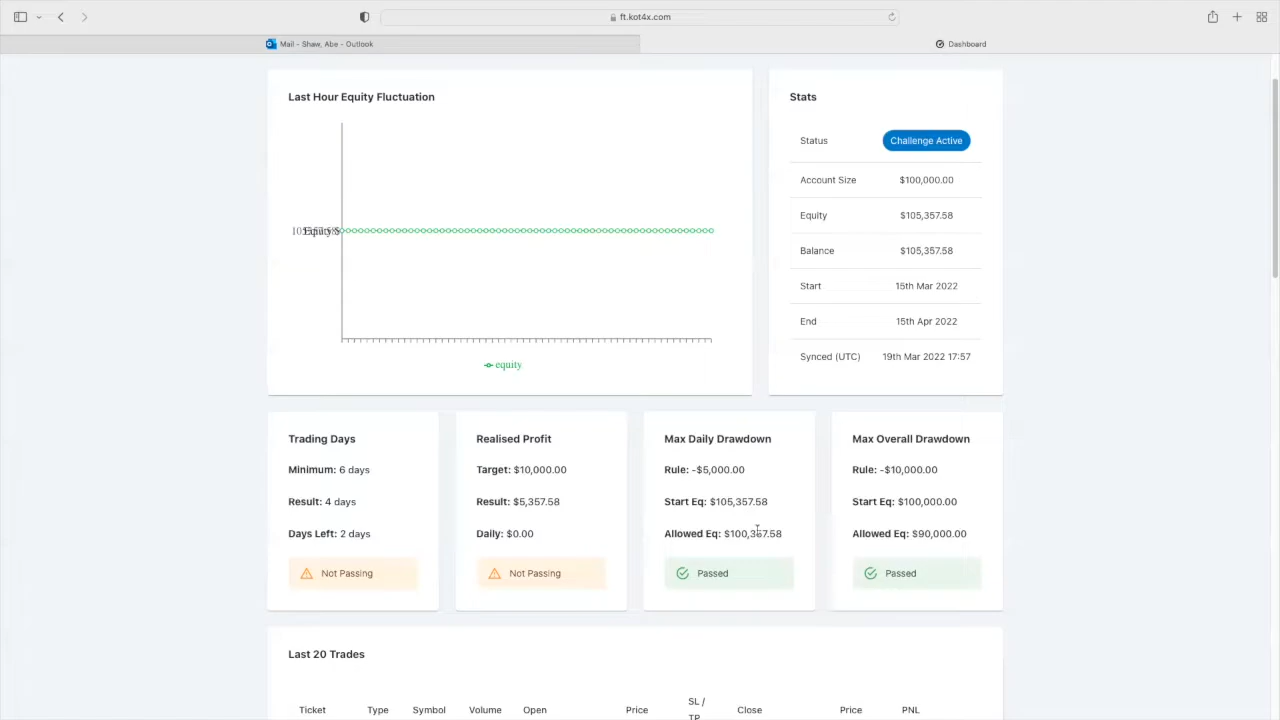 ft.kot4x.com
Mail - Shaw, Abe - Outlook
Dashboard
Last Hour Equity Fluctuation
Equity $
equity
Stats
Status Challenge Active
Account Size $100,000.00
Equity $105,357.58
Balance $105,357.58
Start 15th Mar 2022
End 15th Apr 2022
Synced (UTC) 19th Mar 2022 17:57
Trading Days
Minimum: 6 days
Result: 4 days
Days Left: 2 days
Not Passing
Realised Profit
Target: $10,000.00
Result: $5,357.58
Daily: $0.00
Not Passing
Max Daily Drawdown
Rule: -$5,000.00
Start Eq: $105,357.58
Allowed Eq: $100,357.58
Passed
Max Overall Drawdown
Rule: -$10,000.00
Start Eq: $100,000.00
Allowed Eq: $90,000.00
Passed
Last 20 Trades
Ticket Type Symbol Volume Open Price SL / TP Close Price PNL